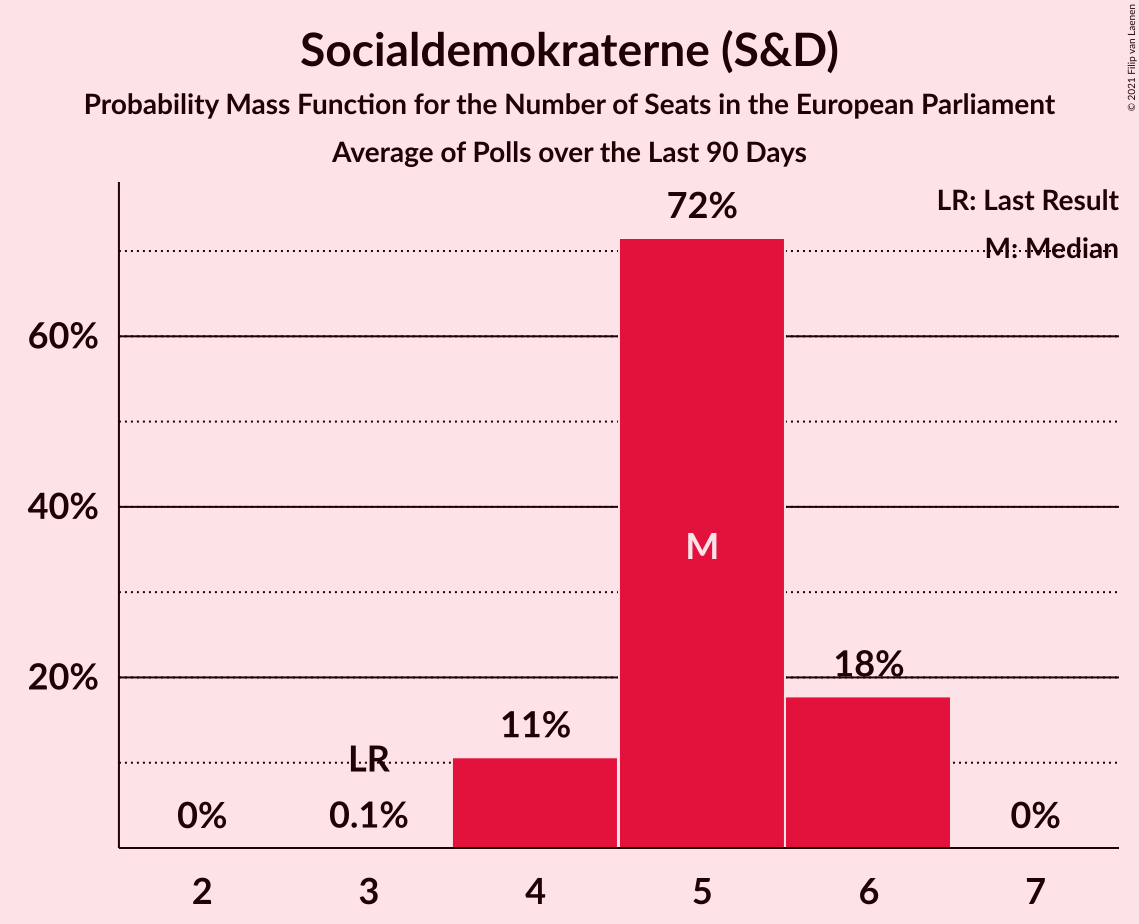 Socialdemokraterne (S&D)
Probability Mass Function for the Number of Seats in the European Parliament
Average of Polls over the Last 90 Days
© 2021 Filip van Laenen
LR: Last Result
M: Median
72%
60%
40%
M
20%
18%
11%
LR
0%
0.1%
0%
2
3
4
5
6
7